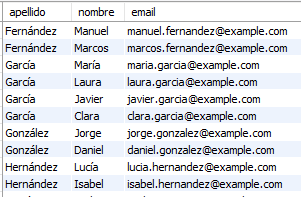 apellido nombre email
Fernández Manuel manuel.fernandez@example.com
Fernández Marcos marcos.fernandez@example.com
García María maria.garcia@example.com
García Laura laura.garcia@example.com
García Javier javier.garcia@example.com
García Clara clara.garcia@example.com
González Jorge jorge.gonzalez@example.com
González Daniel daniel.gonzalez@example.com
Hernández Lucía lucia.hernandez@example.com
Hernández Isabel isabel.hernandez@example.com